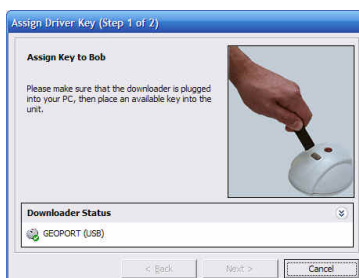 Assign Driver Key (Step 1 of 2)
Assign Key to Bob
Please make sure that the downloader is plugged
into your PC, then place an available key into the
unit.
Downloader Status
GEOPORT (USB)
< Back
Next >
Cancel